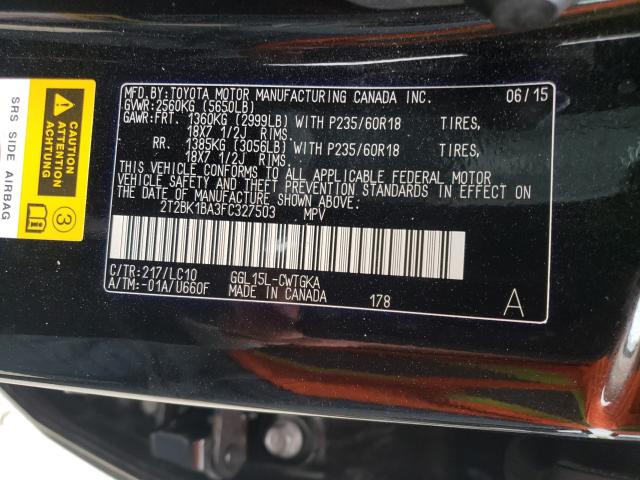 MFD.BY:TOYOTA MOTOR MANUFACTURING CANADA INC. 06/15
GVWR:2560KG (5650LB)
GAWR:FRT. 1360KG (2999LB) WITH P235/60R18 TIRES,
18X7 1/2J RIMS.
RR. 1385KG (3056LB) WITH P235/60R18 TIRES,
18X7 1/2J RIMS.
THIS VEHICLE CONFORMS TO ALL APPLICABLE FEDERAL MOTOR
VEHICLE SAFETY AND THEFT PREVENTION STANDARDS IN EFFECT ON
THE DATE OF MANUFACTURE SHOWN ABOVE.
2T2BK1BA3FC327503 MPV
C/TR:217/LC10 GGL15L-CWTGKA
A/TM:-01A/U660F MADE IN CANADA 178 A
SRS SIDE AIRBAG
CAUTION
ATTENTION
ACHTUNG
3